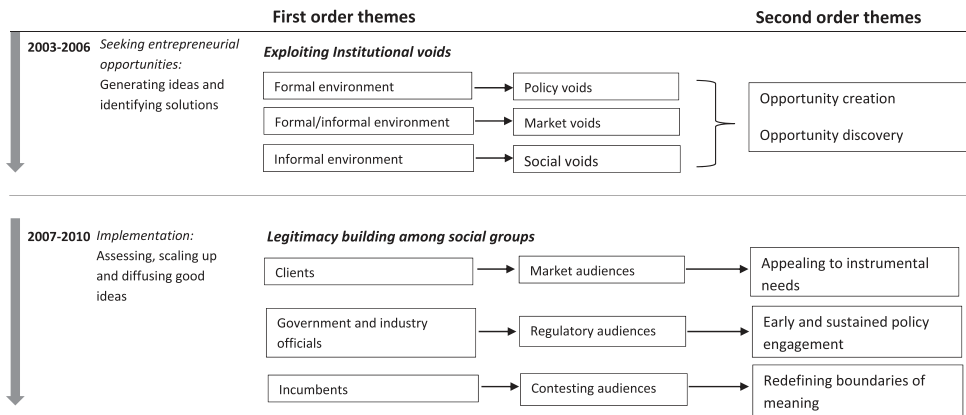 First order themes
Second order themes
2003-2006
Seeking entrepreneurial
opportunities:
Generating ideas and
identifying solutions
Exploiting Institutional voids
Formal environment
Policy voids
Formal/informal environment
Market voids
Informal environment
Social voids
Opportunity creation
Opportunity discovery
2007-2010
Implementation:
Assessing, scaling up
and diffusing good
ideas
Legitimacy building among social groups
Clients
Market audiences
Appealing to instrumental
needs
Government and industry
officials
Regulatory audiences
Early and sustained policy
engagement
Incumbents
Contesting audiences
Redefining boundaries of
meaning